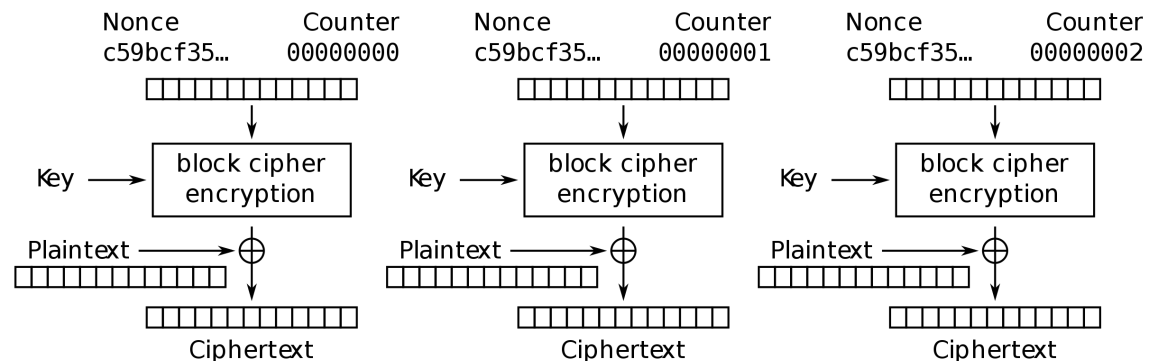 Nonce Counter Nonce Counter Nonce Counter
c59bcf35… 00000000 c59bcf35… 00000001 c59bcf35… 00000002
Key block cipher encryption Key block cipher encryption Key block cipher encryption
Plaintext Plaintext Plaintext
Ciphertext Ciphertext Ciphertext